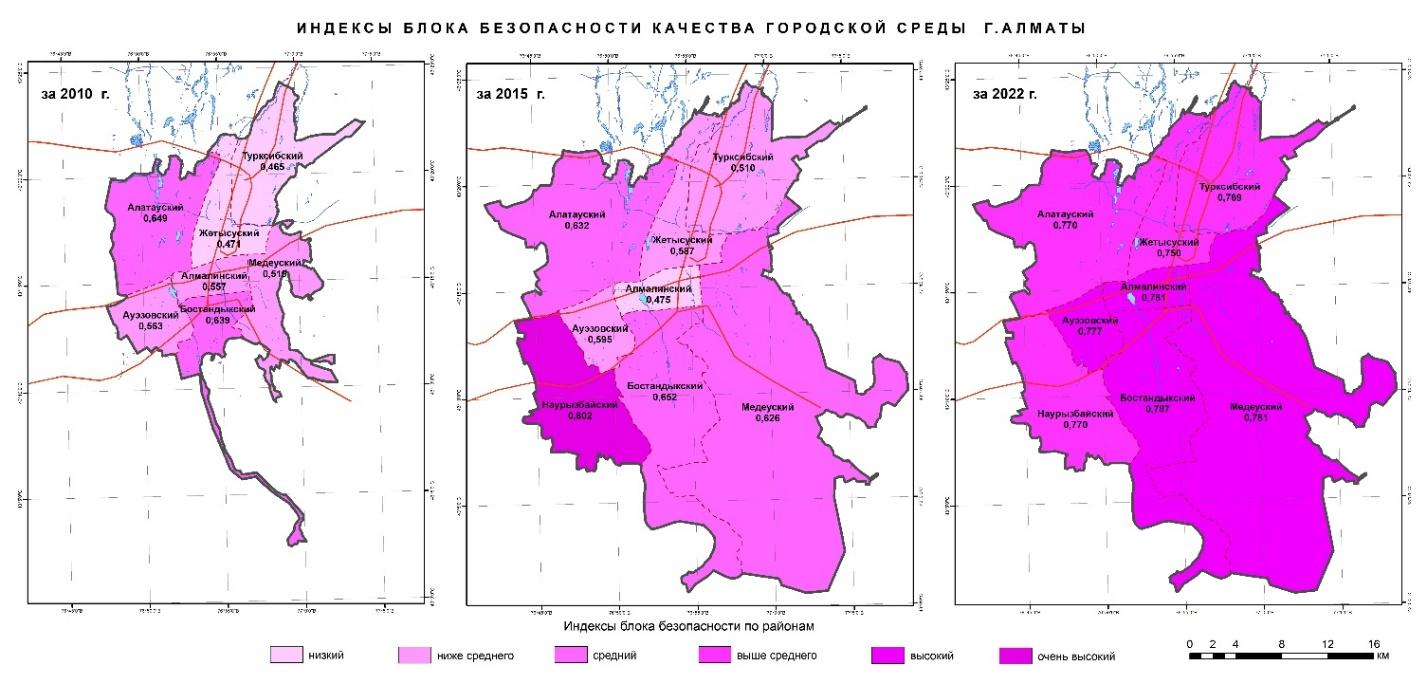 ИНДЕКСЫ БЛОКА БЕЗОПАСНОСТИ КАЧЕСТВА ГОРОДСКОЙ СРЕДЫ Г.АЛМАТЫ
за 2010 г.
Турксибский
0,465
Алатауский
0,649
Жетысуский
0,471
Медеуский
0,519
Алмалинский
0,557
Ауэзовский
0,563
Бостандыкский
0,639
за 2015 г.
Турксибский
0,510
Алатауский
0,632
Жетысуский
0,587
Алмалинский
0,475
Ауэзовский
0,595
Бостандыкский
0,652
Наурызбайский
0,802
Медеуский
0,626
за 2022 г.
Турксибский
0,769
Алатауский
0,770
Жетысуский
0,750
Алмалинский
0,781
Ауэзовский
0,777
Бостандыкский
0,787
Наурызбайский
0,770
Медеуский
0,781
Индексы блока безопасности по районам
низкий
ниже среднего
средний
выше среднего
высокий
очень высокий
0 2 4 8 12 16
км